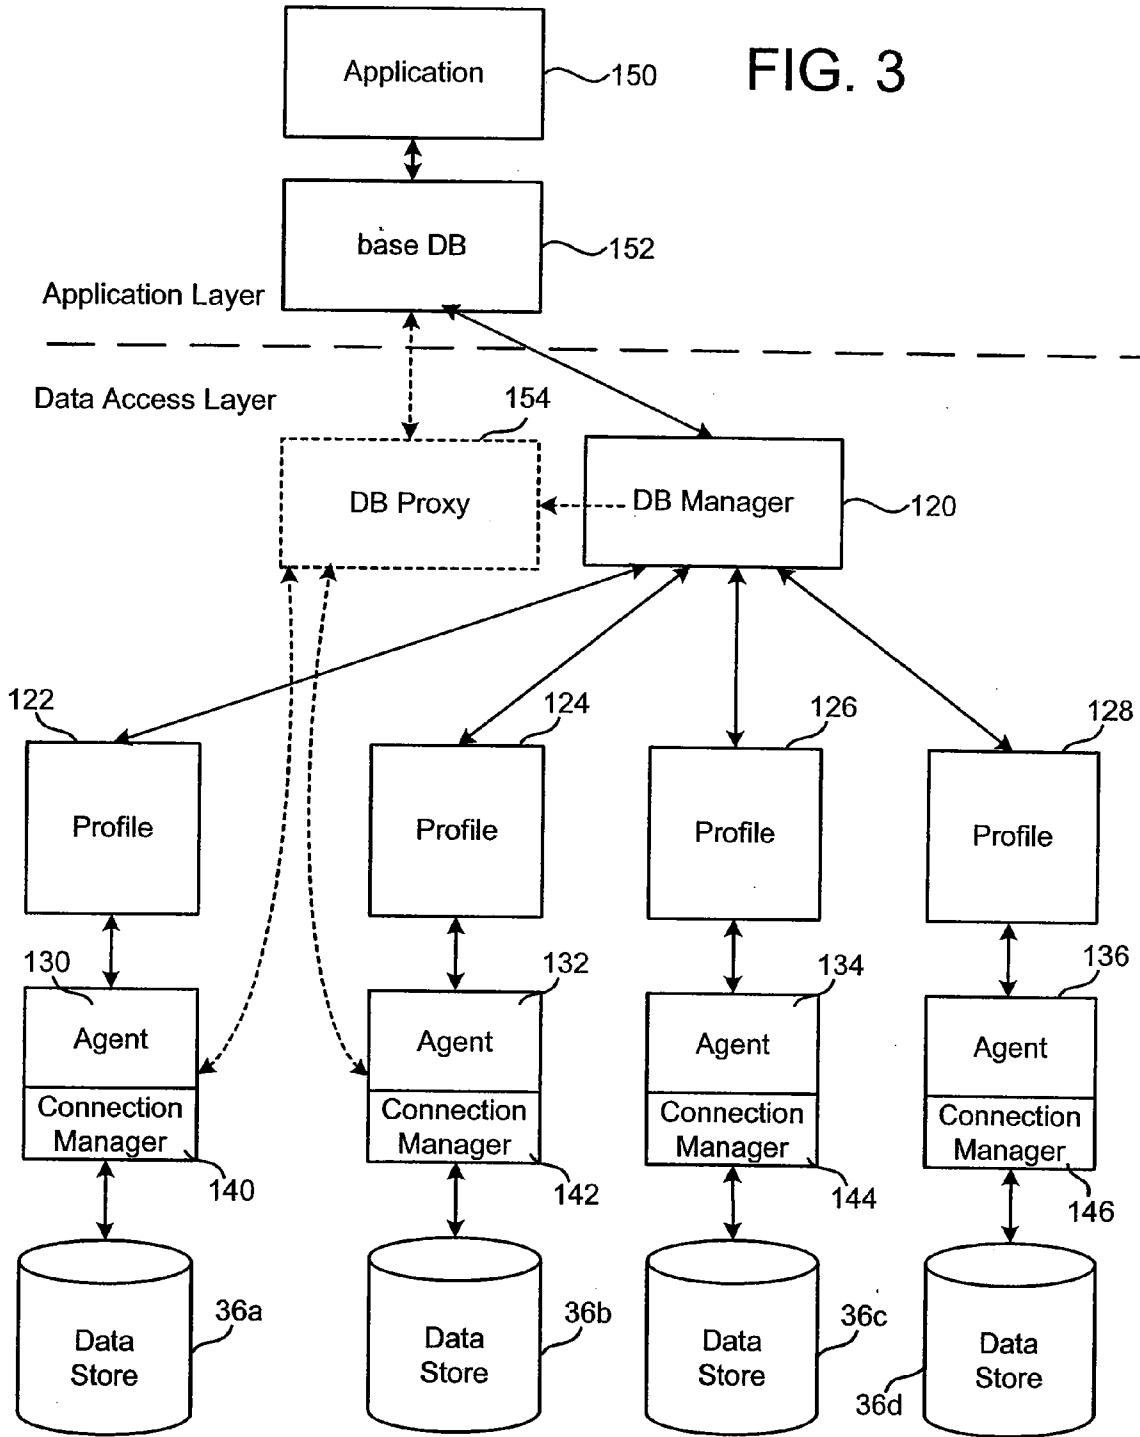 FIG. 3
Application
150
base DB
152
Application Layer
Data Access Layer
154
DB Proxy
DB Manager
120
122
124
126
128
Profile
Profile
Profile
Profile
130
132
134
136
Agent
Agent
Agent
Agent
Connection
Manager
Connection
Manager
Connection
Manager
Connection
Manager
140
142
144
146
36a
36b
36c
36d
Data
Store
Data
Store
Data
Store
Data
Store